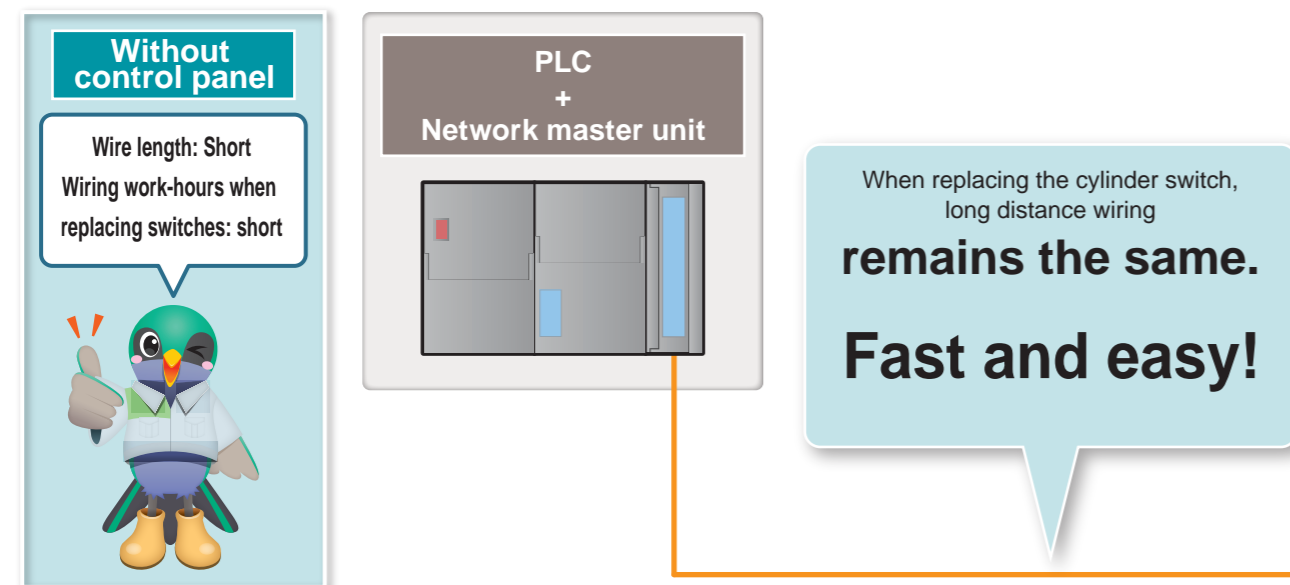 Without
control panel
Wire length: Short
Wiring work-hours when
replacing switches: short
PLC
+
Network master unit
When replacing the cylinder switch,
long distance wiring
remains the same.
Fast and easy!